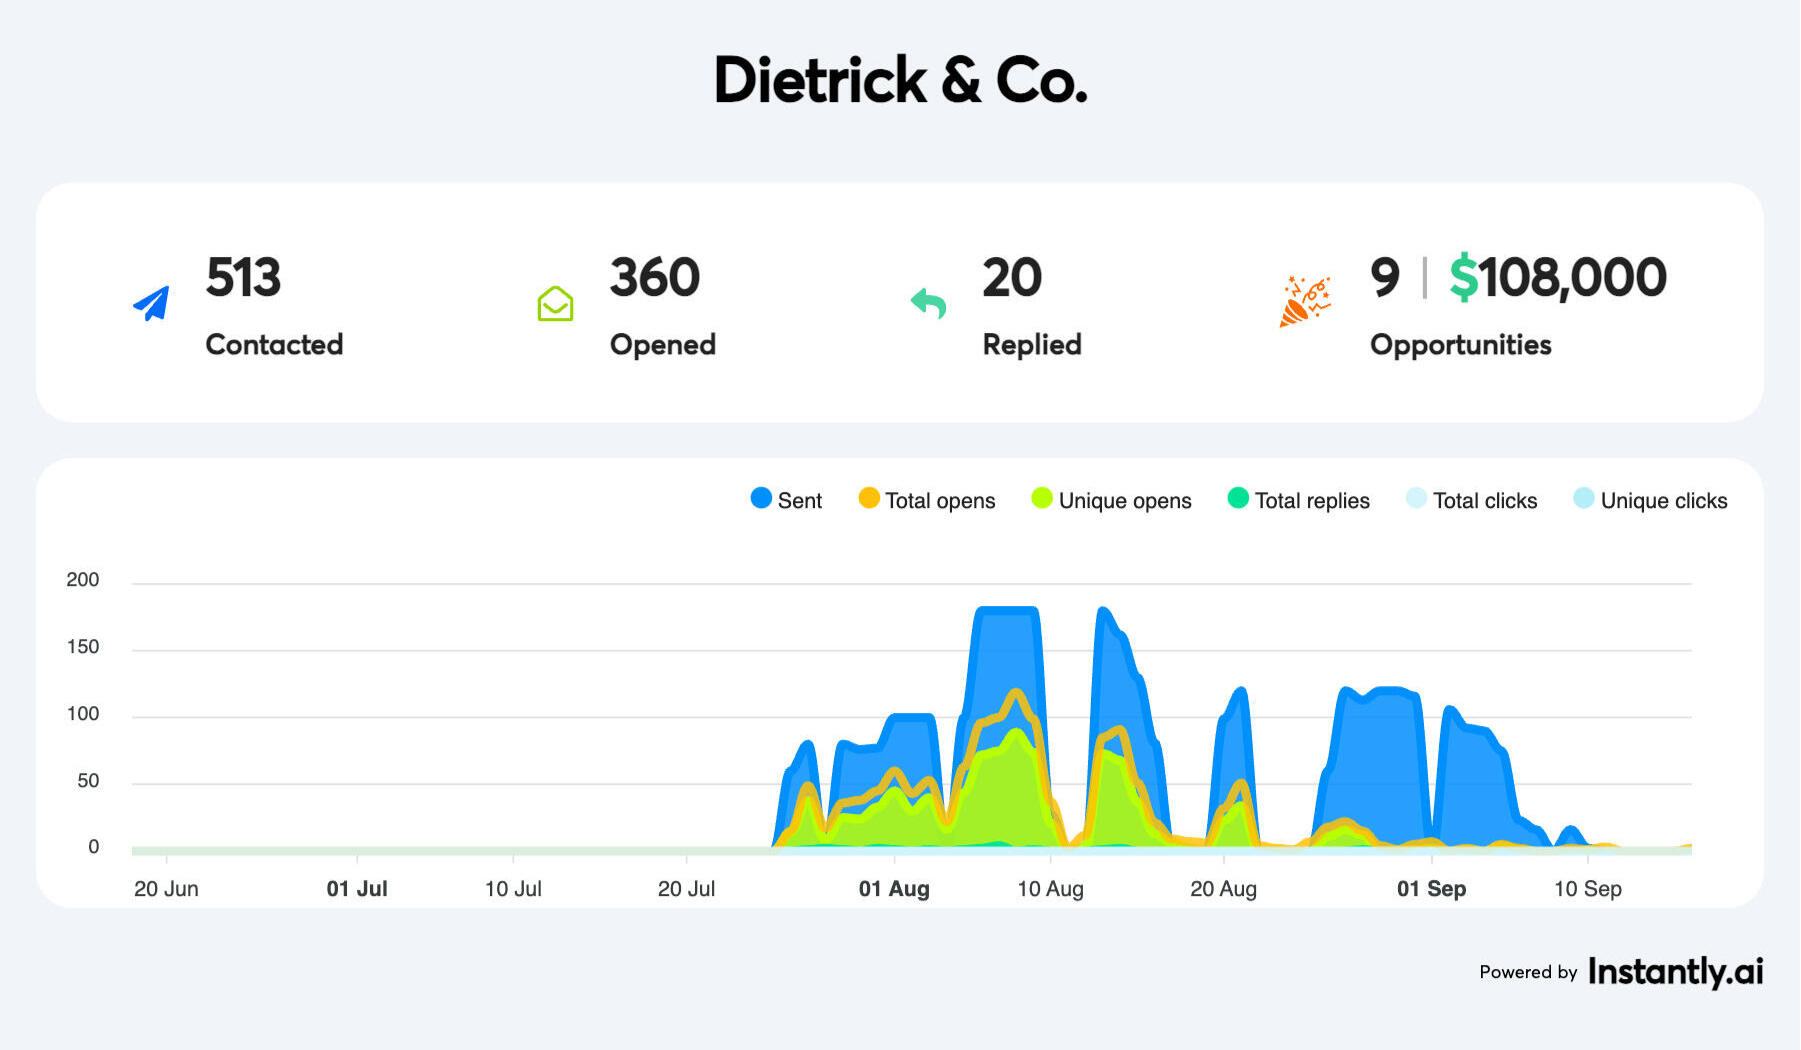 Dietrick & Co.
513
Contacted
360
Opened
20
Replied
9 | $108,000
Opportunities
Sent Total opens Unique opens Total replies Total clicks Unique clicks
200
150
100
50
0
20 Jun 01 Jul 10 Jul 20 Jul 01 Aug 10 Aug 20 Aug 01 Sep 10 Sep
Powered by Instantly.ai